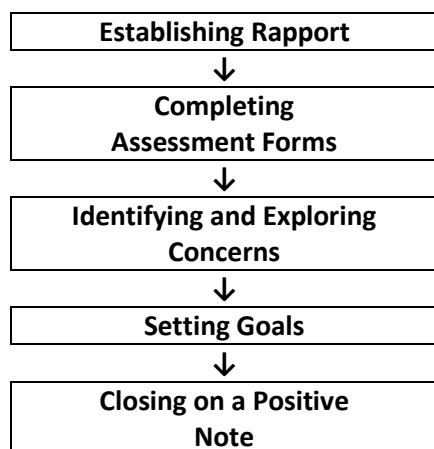 Establishing Rapport
↓
Completing
Assessment Forms
↓
Identifying and Exploring
Concerns
↓
Setting Goals
↓
Closing on a Positive
Note